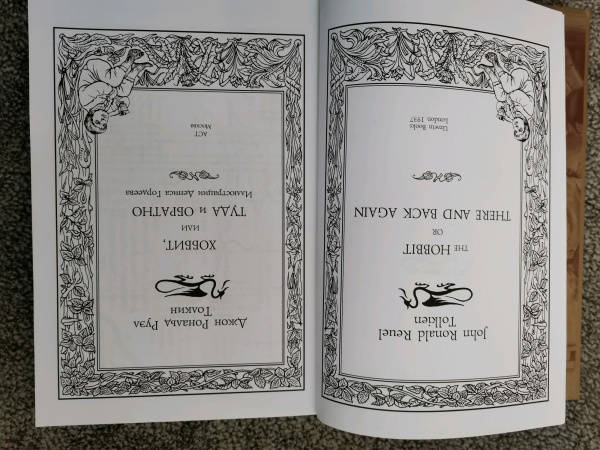 John Ronald Reuel
Tolkien
THE HOBBIT
OR
THERE AND BACK AGAIN
Unwin Books
London 1937
Джон Рональд Руэл
Толкин
ХОББИТ,
ИЛИ
ТУДА И ОБРАТНО
Иллюстрации Дениса Гордеева
АСТ
Москва